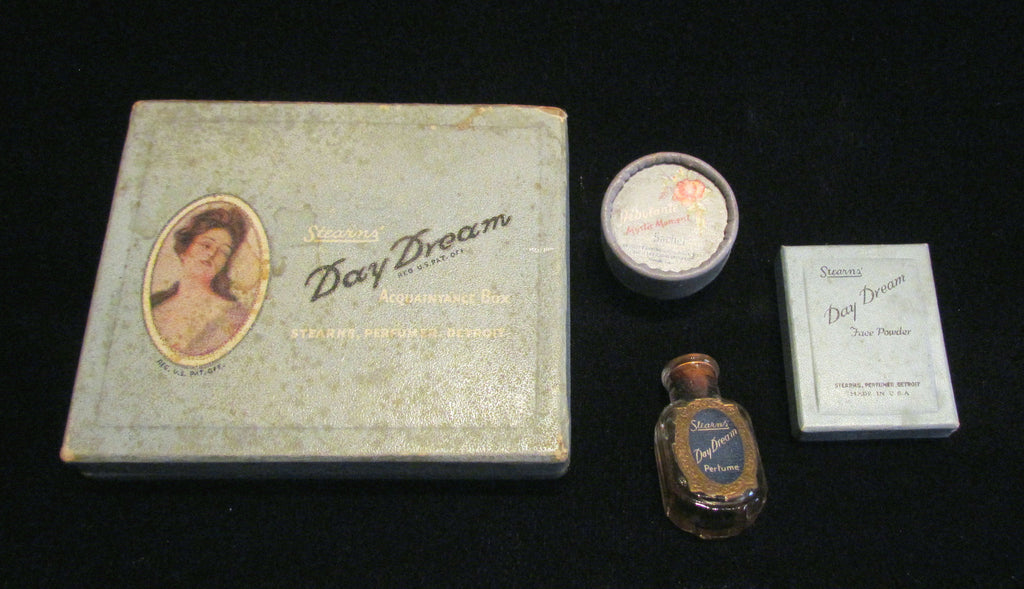 Stearns'
Day Dream
REG. U.S. PAT. OFF.
ACQUAINTANCE BOX
STEARNS, PERFUMER, DETROIT
REG. U.S. PAT. OFF.
Debutante
Mystic Moment
Sachet
Stearns'
Day Dream
Face Powder
STEARNS, PERFUMER, DETROIT
MADE IN U.S.A
Stearns'
Day Dream
Perfume